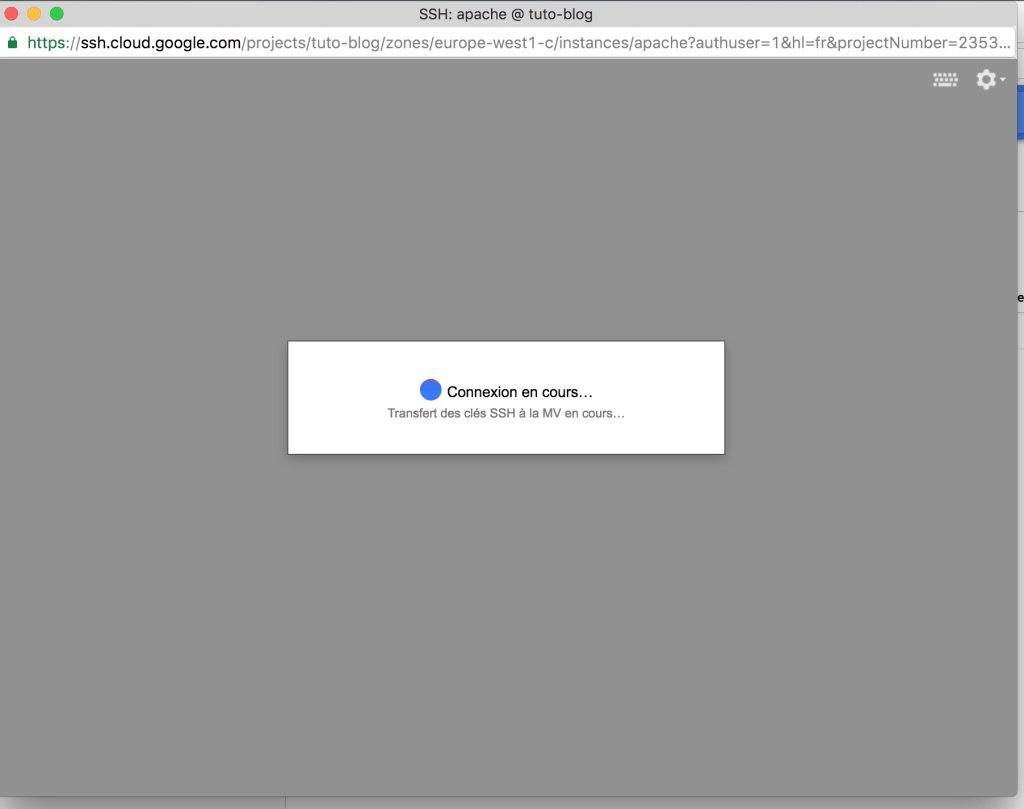 SSH: apache @ tuto-blog
https://ssh.cloud.google.com/projects/tuto-blog/zones/europe-west1-c/instances/apache?authuser=1&hl=fr&projectNumber=2353...
Connexion en cours...
Transfert des clés SSH à la MV en cours...